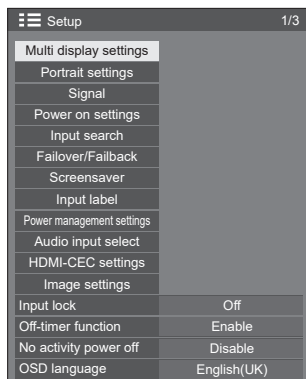 Setup 1/3
Multi display settings
Portrait settings
Signal
Power on settings
Input search
Failover/Failback
Screensaver
Input label
Power management settings
Audio input select
HDMI-CEC settings
Image settings
Input lock Off
Off-timer function Enable
No activity power off Disable
OSD language English(UK)